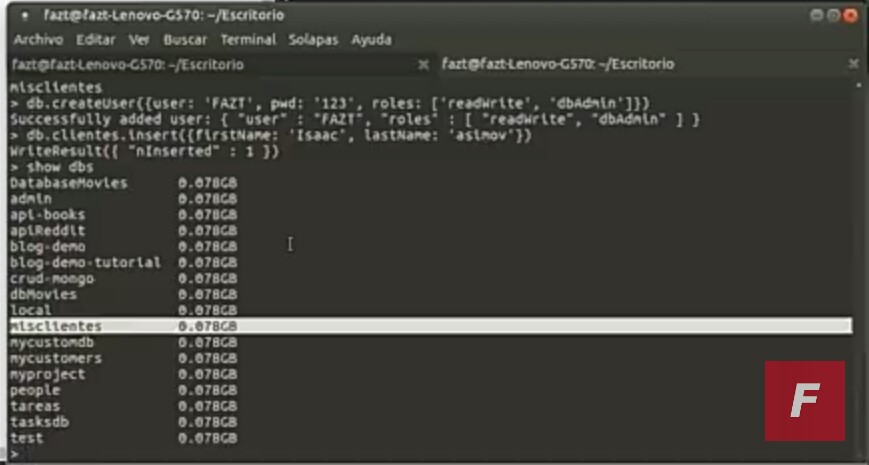 fazt@fazt-Lenovo-G570: ~/Escritorio
Archivo Editar Ver Buscar Terminal Solapas Ayuda
fazt@fazt-Lenovo-G570: ~/Escritorio fazt@fazt-Lenovo-G570: ~/Escritorio
misclientes
> db.createUser({user: 'FAZT', pwd: '123', roles: ['readWrite', 'dbAdmin']})
Successfully added user: { "user" : "FAZT", "roles" : [ "readWrite", "dbAdmin" ] }
> db.clientes.insert({firstName: 'Isaac', lastName: 'asimov'})
WriteResult({ "nInserted" : 1 })
> show dbs
DatabaseMovies 0.078GB
admin 0.078GB
api-books 0.078GB
apiReddit 0.078GB
blog-demo 0.078GB
blog-demo-tutorial 0.078GB
crud-mongo 0.078GB
dbMovies 0.078GB
local 0.078GB
misclientes 0.078GB
mycustomdb 0.078GB
mycustomers 0.078GB
myproject 0.078GB
people 0.078GB
tareas 0.078GB
tasksdb 0.078GB
test 0.078GB
>
F